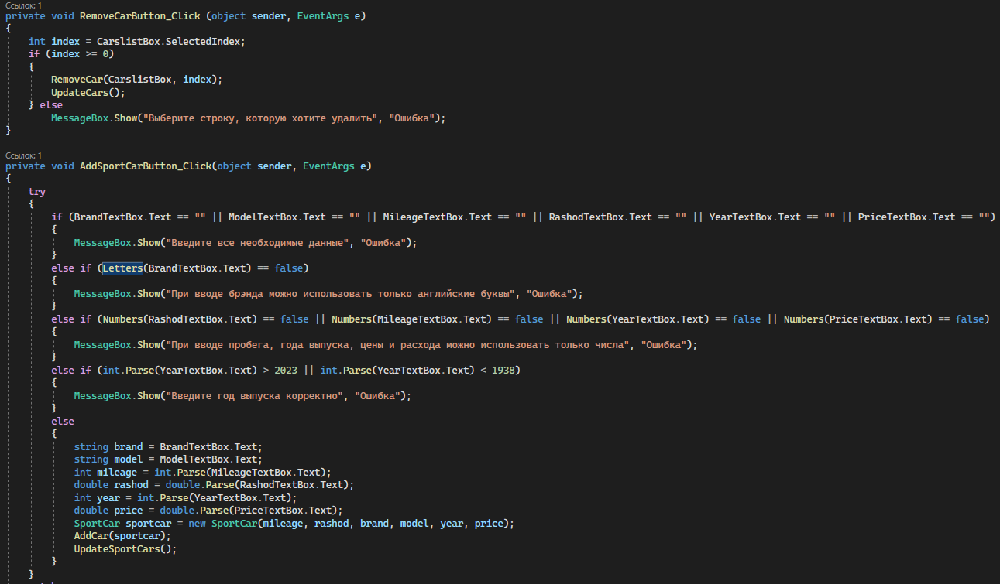 Ссылок: 1
private void RemoveCarButton_Click (object sender, EventArgs e)
{
    int index = CarslistBox.SelectedIndex;
    if (index >= 0)
    {
        RemoveCar(CarslistBox, index);
        UpdateCars();
    } else
        MessageBox.Show("Выберите строку, которую хотите удалить", "Ошибка");
}
Ссылок: 1
private void AddSportCarButton_Click(object sender, EventArgs e)
{
    try
    {
        if (BrandTextBox.Text == "" || ModelTextBox.Text == "" || MileageTextBox.Text == "" || RashodTextBox.Text == "" || YearTextBox.Text == "" || PriceTextBox.Text == "")
        {
            MessageBox.Show("Введите все необходимые данные", "Ошибка");
        }
        else if (Letters(BrandTextBox.Text) == false)
        {
            MessageBox.Show("При вводе брэнда можно использовать только английские буквы", "Ошибка");
        }
        else if (Numbers(RashodTextBox.Text) == false || Numbers(MileageTextBox.Text) == false || Numbers(YearTextBox.Text) == false || Numbers(PriceTextBox.Text) == false)
        {
            MessageBox.Show("При вводе пробега, года выпуска, цены и расхода можно использовать только числа", "Ошибка");
        }
        else if (int.Parse(YearTextBox.Text) > 2023 || int.Parse(YearTextBox.Text) < 1938)
        {
            MessageBox.Show("Введите год выпуска корректно", "Ошибка");
        }
        else
        {
            string brand = BrandTextBox.Text;
            string model = ModelTextBox.Text;
            int mileage = int.Parse(MileageTextBox.Text);
            double rashod = double.Parse(RashodTextBox.Text);
            int year = int.Parse(YearTextBox.Text);
            double price = double.Parse(PriceTextBox.Text);
            SportCar sportcar = new SportCar(mileage, rashod, brand, model, year, price);
            AddCar(sportcar);
            UpdateSportCars();
        }
    }